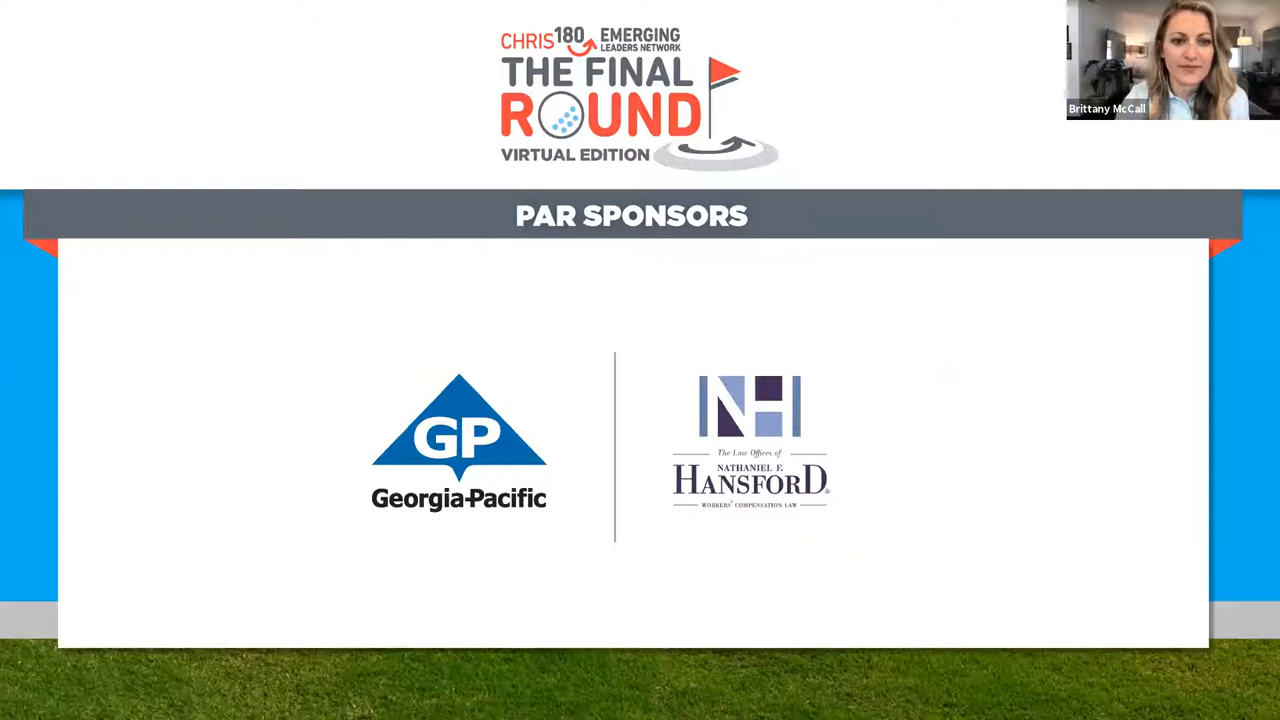 CHRIS180 EMERGING
LEADERS NETWORK
THE FINAL
ROUND
VIRTUAL EDITION
Brittany McCall
PAR SPONSORS
GP
Georgia-Pacific
NH
The Law Offices of
NATHANIEL F.
HANSFORD®
WORKERS' COMPENSATION LAW